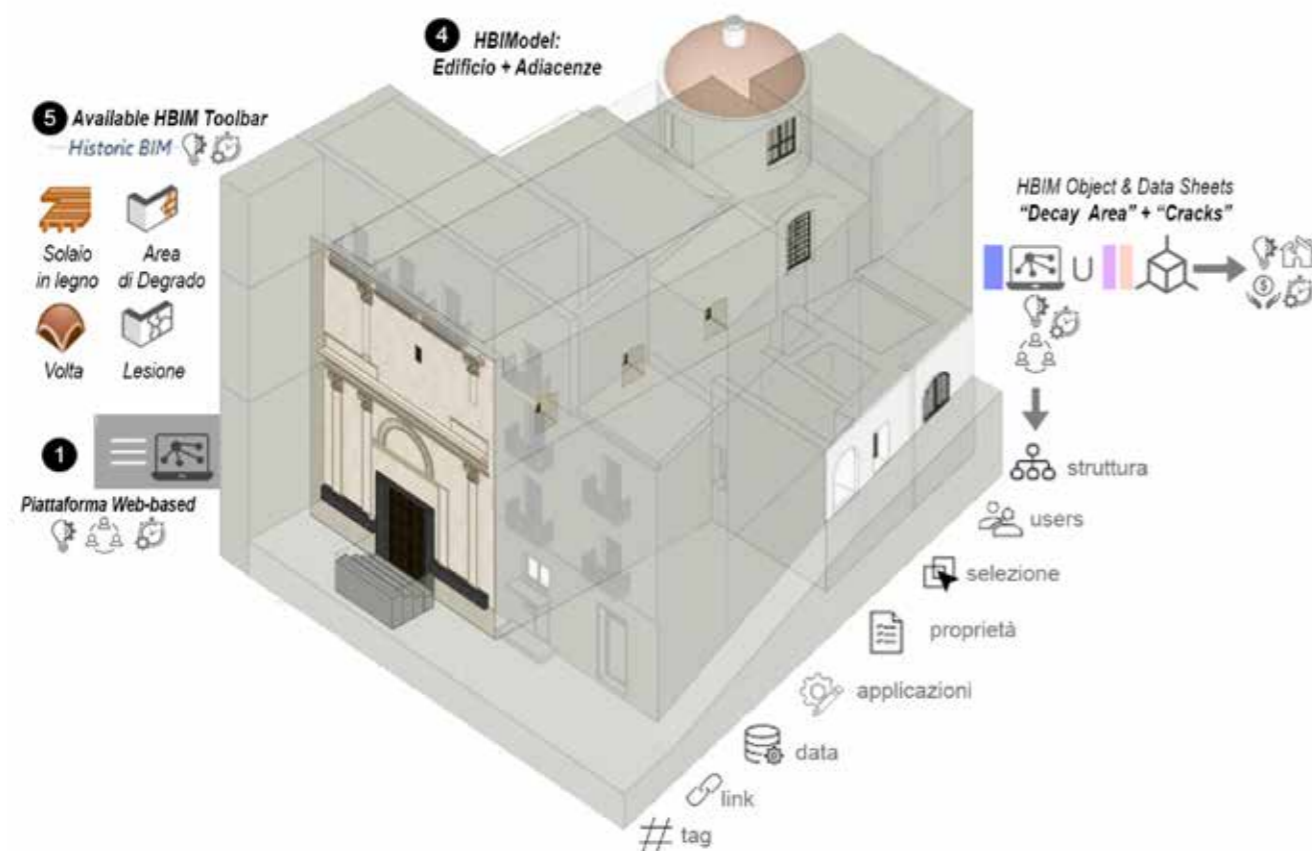 4 HBIModel:
Edificio + Adiacenze
5 Available HBIM Toolbar
Historic BIM
Solaio
in legno
Area
di Degrado
Volta
Lesione
1
Piattaforma Web-based
HBIM Object & Data Sheets
“Decay Area” + “Cracks”
U
$
struttura
users
selezione
proprietà
applicazioni
data
link
# tag